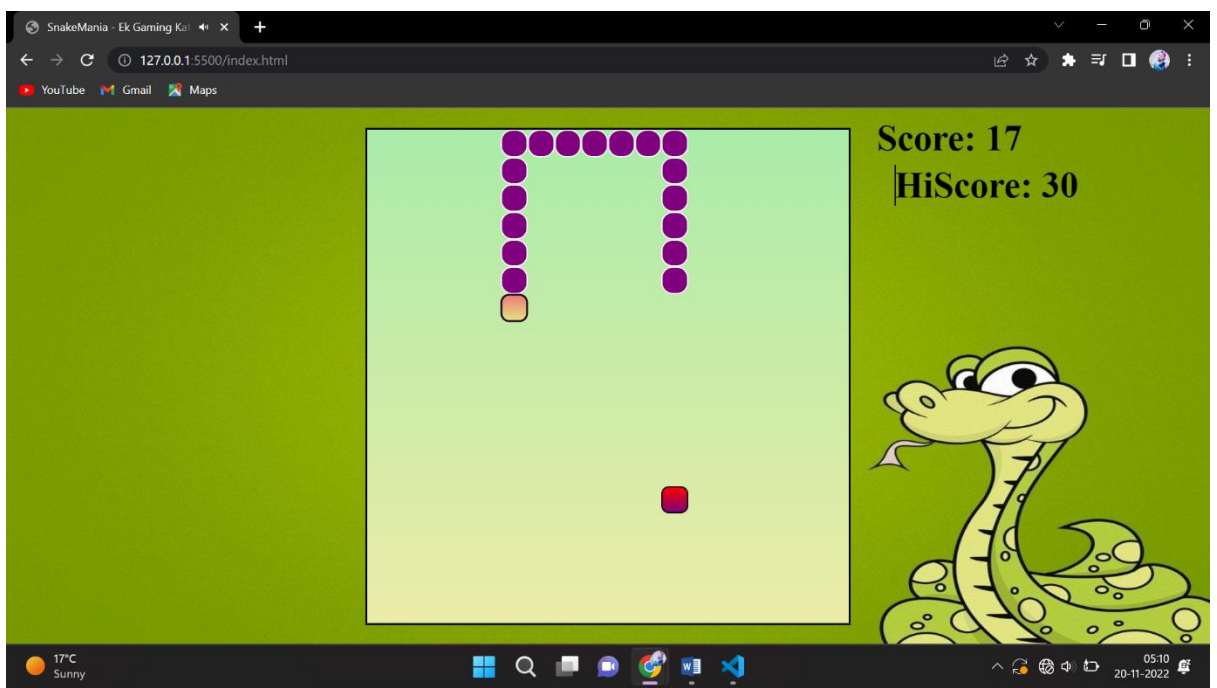 SnakeMania - Ek Gaming Kat
127.0.0.1:5500/index.html
YouTube Gmail Maps
Score: 17
HiScore: 30
17°C
Sunny
05:10
20-11-2022